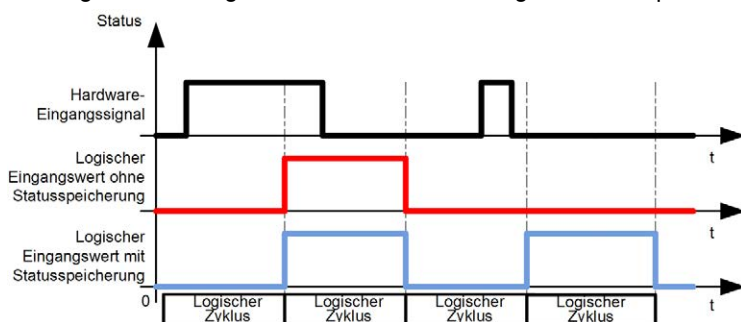 Status
Hardware-
Eingangssignal
t
Logischer
Eingangswert ohne
Statusspeicherung
t
Logischer
Eingangswert mit
Statusspeicherung
t
0
Logischer
Zyklus
Logischer
Zyklus
Logischer
Zyklus
Logischer
Zyklus